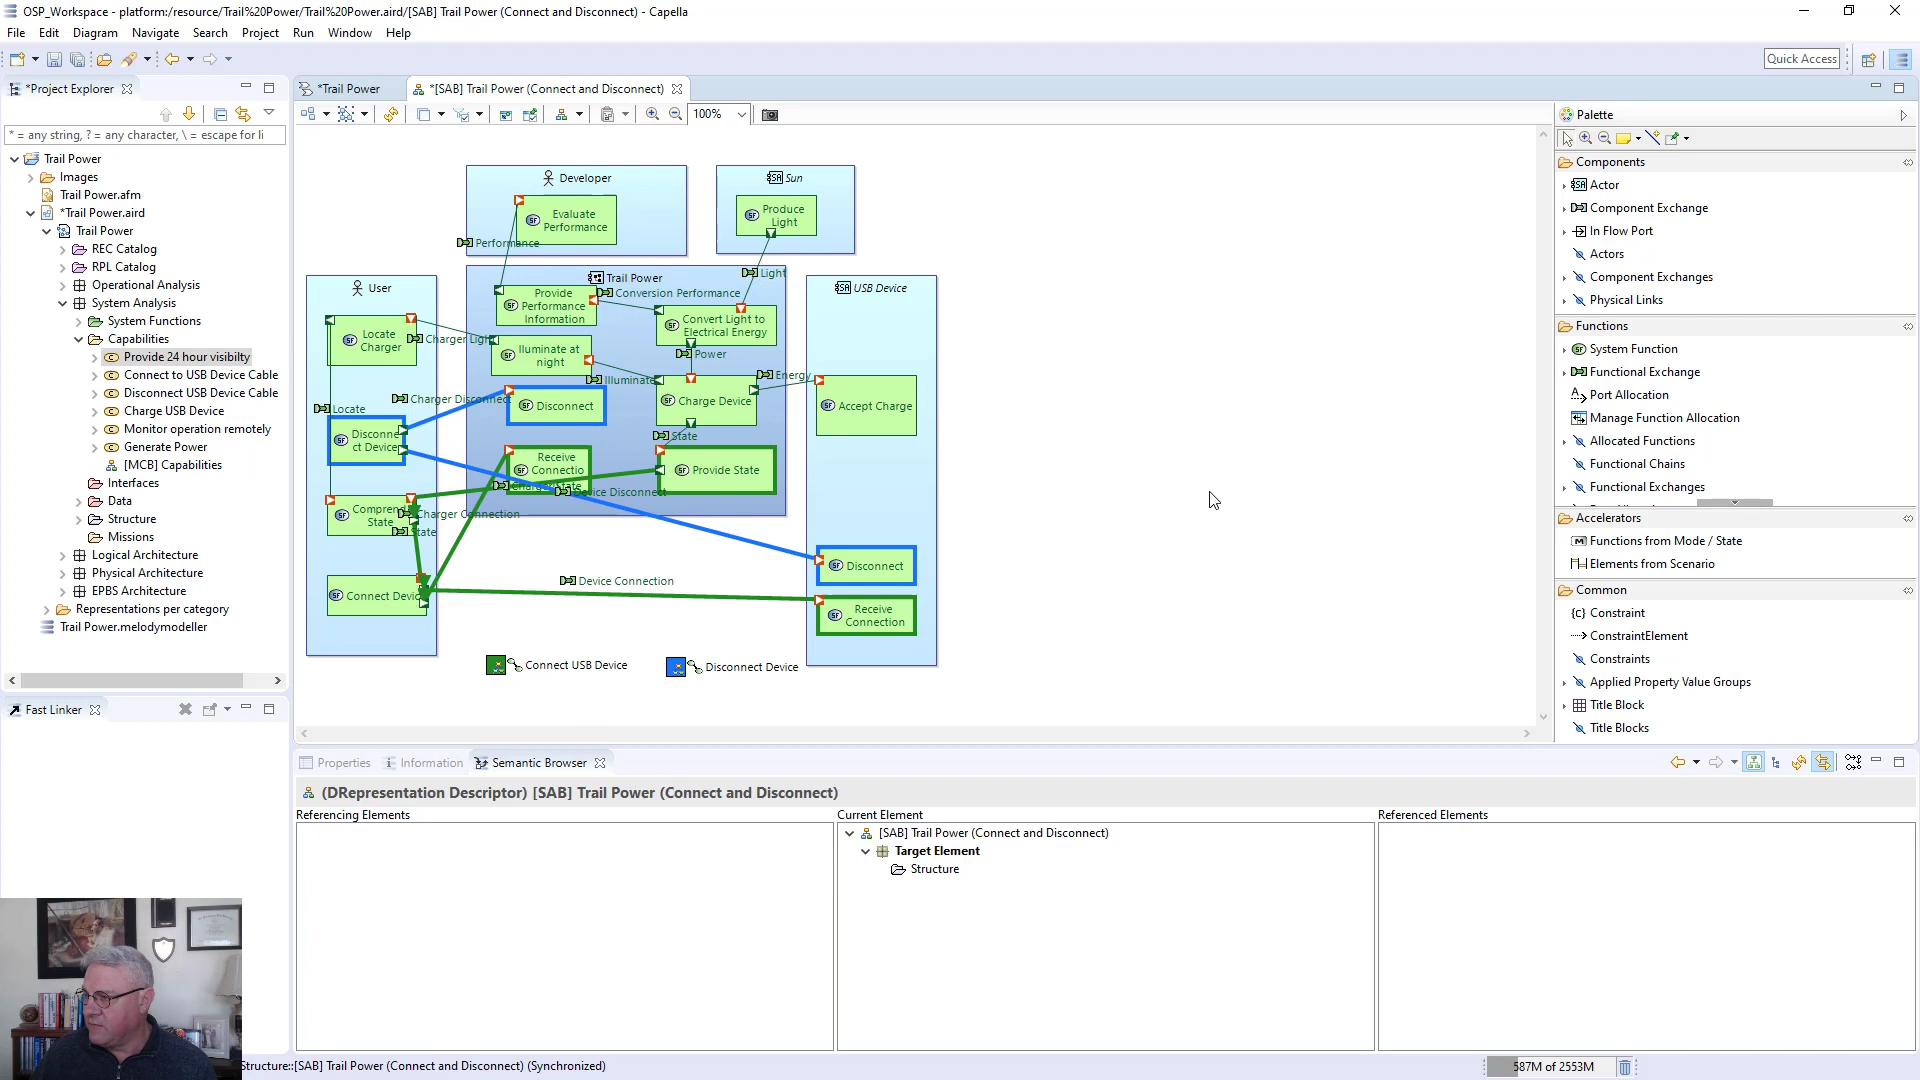 OSP_Workspace - platform:/resource/Trail%20Power/Trail%20Power.aird/[SAB] Trail Power (Connect and Disconnect) - Capella
File Edit Diagram Navigate Search Project Run Window Help
Quick Access
*Project Explorer
* = any string, ? = any character, \ = escape for li
Trail Power
Images
Trail Power.afm
*Trail Power.aird
Trail Power
REC Catalog
RPL Catalog
Operational Analysis
System Analysis
System Functions
Capabilities
Provide 24 hour visibilty
Connect to USB Device Cable
Disconnect USB Device Cable
Charge USB Device
Monitor operation remotely
Generate Power
[MCB] Capabilities
Interfaces
Data
Structure
Missions
Logical Architecture
Physical Architecture
EPBS Architecture
Representations per category
Trail Power.melodymodeller
Fast Linker
*Trail Power
*[SAB] Trail Power (Connect and Disconnect)
100%
Developer
Evaluate
Performance
Performance
Sun
Produce
Light
Light
User
Locate
Charger
Charger Light
Locate
Disconne
ct Device
Charger Disconnect
Comprend
State
Charger Connection
State
Connect Devic
Trail Power
Provide
Performance
Information
Conversion Performance
Convert Light to
Electrical Energy
Power
Illuminate at
night
Illuminate
Charge Device
Energy
State
Disconnect
Receive
Connectio
Provide State
Device Disconnect
Device Connection
USB Device
Accept Charge
Disconnect
Receive
Connection
Connect USB Device
Disconnect Device
Palette
Components
Actor
Component Exchange
In Flow Port
Actors
Component Exchanges
Physical Links
Functions
System Function
Functional Exchange
Port Allocation
Manage Function Allocation
Allocated Functions
Functional Chains
Functional Exchanges
Accelerators
Functions from Mode / State
Elements from Scenario
Common
Constraint
ConstraintElement
Constraints
Applied Property Value Groups
Title Block
Title Blocks
Properties
Information
Semantic Browser
(DRepresentation Descriptor) [SAB] Trail Power (Connect and Disconnect)
Referencing Elements
Current Element
[SAB] Trail Power (Connect and Disconnect)
Target Element
Structure
Referenced Elements
Structure::[SAB] Trail Power (Connect and Disconnect) (Synchronized)
587M of 2553M